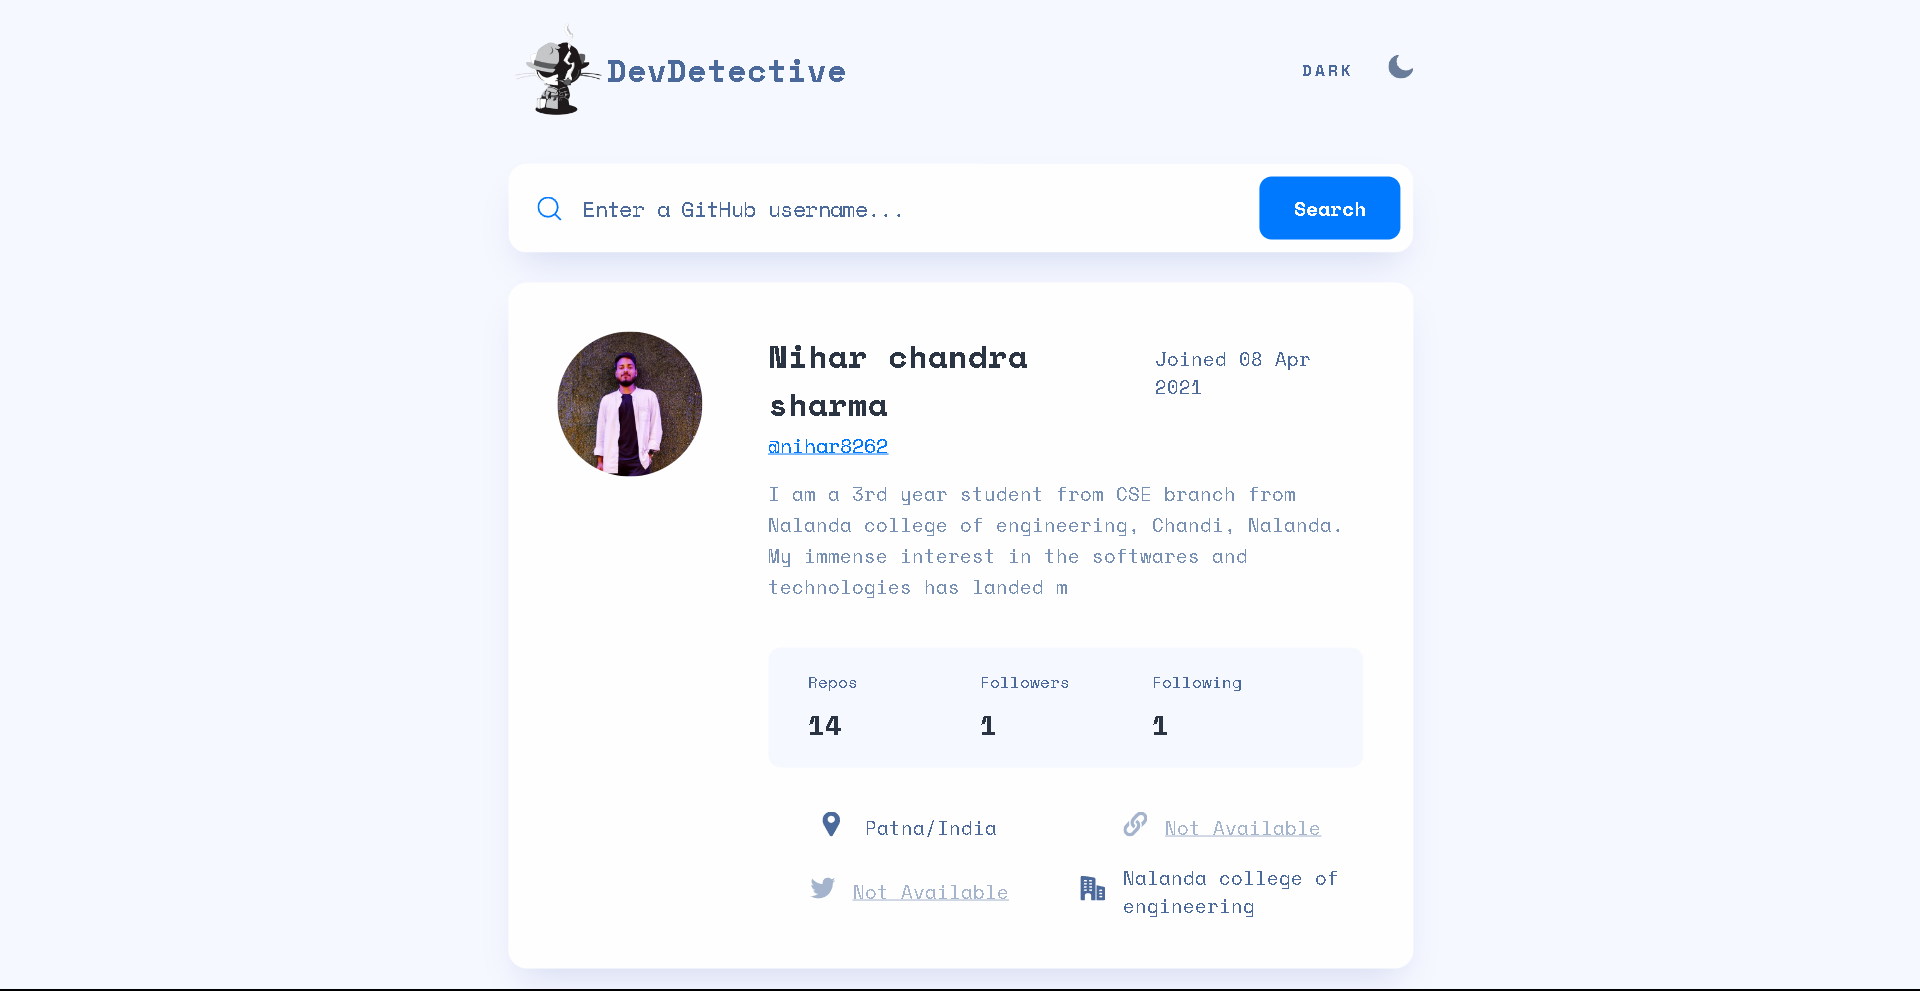 DevDetective
DARK
Enter a GitHub username...
Search
Nihar chandra
sharma
Joined 08 Apr
2021
@nihar8262
I am a 3rd year student from CSE branch from
Nalanda college of engineering, Chandi, Nalanda.
My immense interest in the softwares and
technologies has landed m
Repos
Followers
Following
14
1
1
Patna/India
Not Available
Not Available
Nalanda college of
engineering